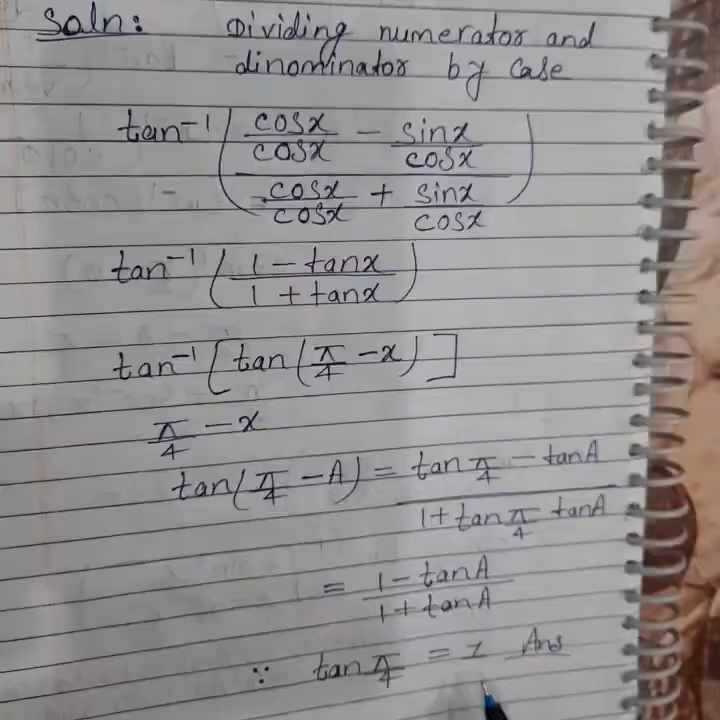 Soln: Dividing numerator and
dinominator by Case
tan⁻¹ ( (cosx/cosx - sinx/cosx) / (cosx/cosx + sinx/cosx) )
tan⁻¹ ( (1 - tanx) / (1 + tanx) )
tan⁻¹ [ tan (π/4 - x) ]
π/4 - x
tan(π/4 - A) = (tan π/4 - tanA) / (1 + tan π/4 tanA)
= (1 - tanA) / (1 + tanA)
∵ tan π/4 = 1 Ans